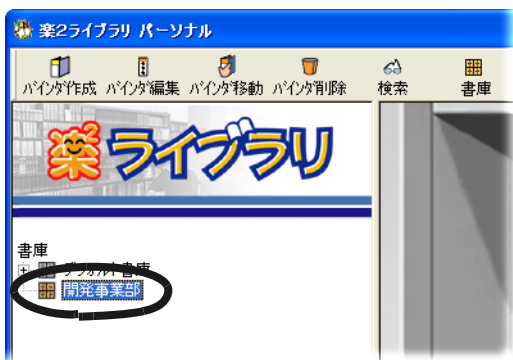 楽2ライブラリ パーソナル
バインダ作成 バインダ編集 バインダ移動 バインダ削除 検索 書庫
楽 ライブラリ
書庫
デフォルト書庫
開発事業部